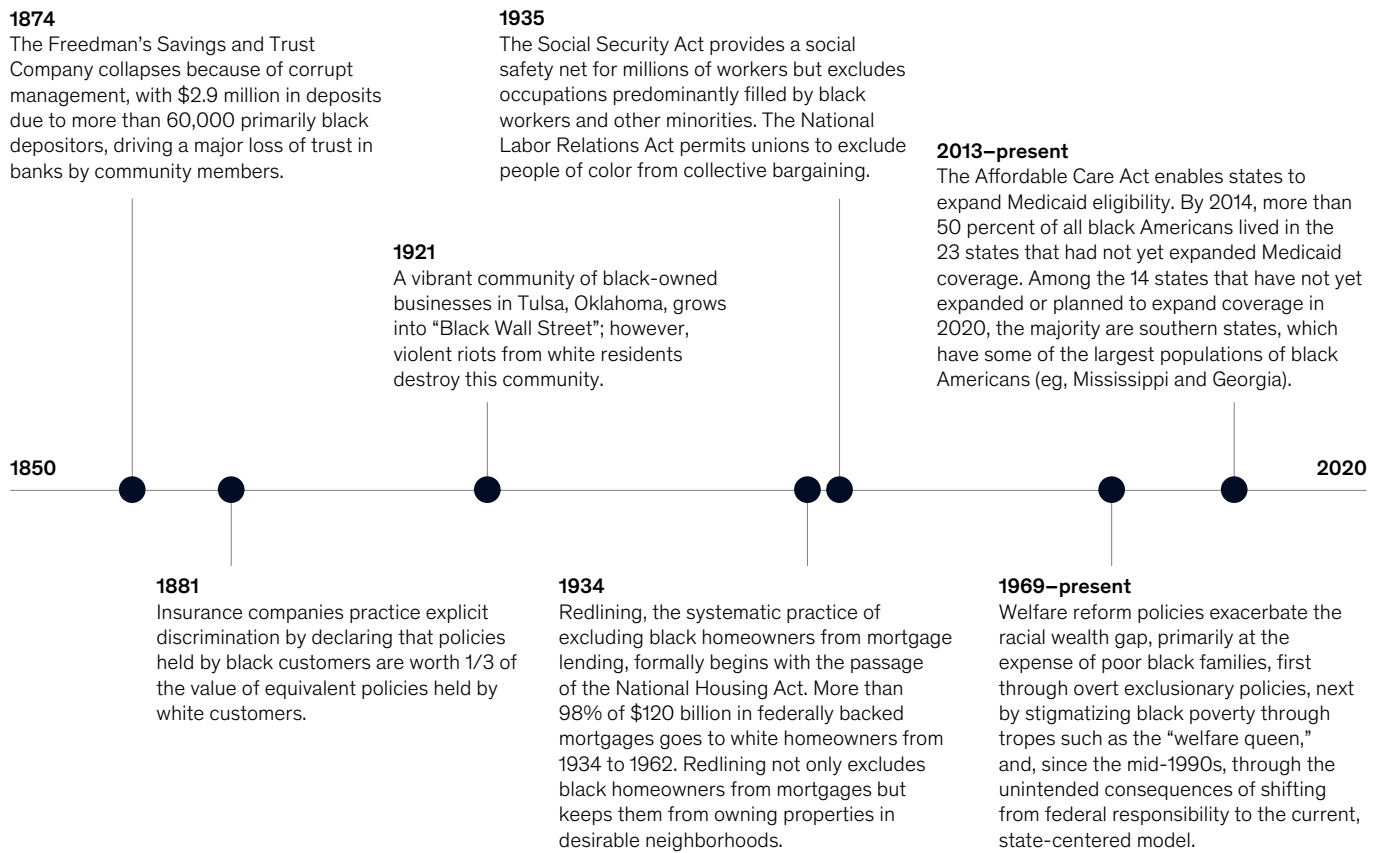 1874
The Freedman’s Savings and Trust
Company collapses because of corrupt
management, with $2.9 million in deposits
due to more than 60,000 primarily black
depositors, driving a major loss of trust in
banks by community members.
1935
The Social Security Act provides a social
safety net for millions of workers but excludes
occupations predominantly filled by black
workers and other minorities. The National
Labor Relations Act permits unions to exclude
people of color from collective bargaining.
2013–present
The Affordable Care Act enables states to
expand Medicaid eligibility. By 2014, more than
50 percent of all black Americans lived in the
23 states that had not yet expanded Medicaid
coverage. Among the 14 states that have not yet
expanded or planned to expand coverage in
2020, the majority are southern states, which
have some of the largest populations of black
Americans (eg, Mississippi and Georgia).
1921
A vibrant community of black-owned
businesses in Tulsa, Oklahoma, grows
into “Black Wall Street”; however,
violent riots from white residents
destroy this community.
1850
2020
1881
Insurance companies practice explicit
discrimination by declaring that policies
held by black customers are worth 1/3 of
the value of equivalent policies held by
white customers.
1934
Redlining, the systematic practice of
excluding black homeowners from mortgage
lending, formally begins with the passage
of the National Housing Act. More than
98% of $120 billion in federally backed
mortgages goes to white homeowners from
1934 to 1962. Redlining not only excludes
black homeowners from mortgages but
keeps them from owning properties in
desirable neighborhoods.
1969–present
Welfare reform policies exacerbate the
racial wealth gap, primarily at the
expense of poor black families, first
through overt exclusionary policies, next
by stigmatizing black poverty through
tropes such as the “welfare queen,”
and, since the mid-1990s, through the
unintended consequences of shifting
from federal responsibility to the current,
state-centered model.